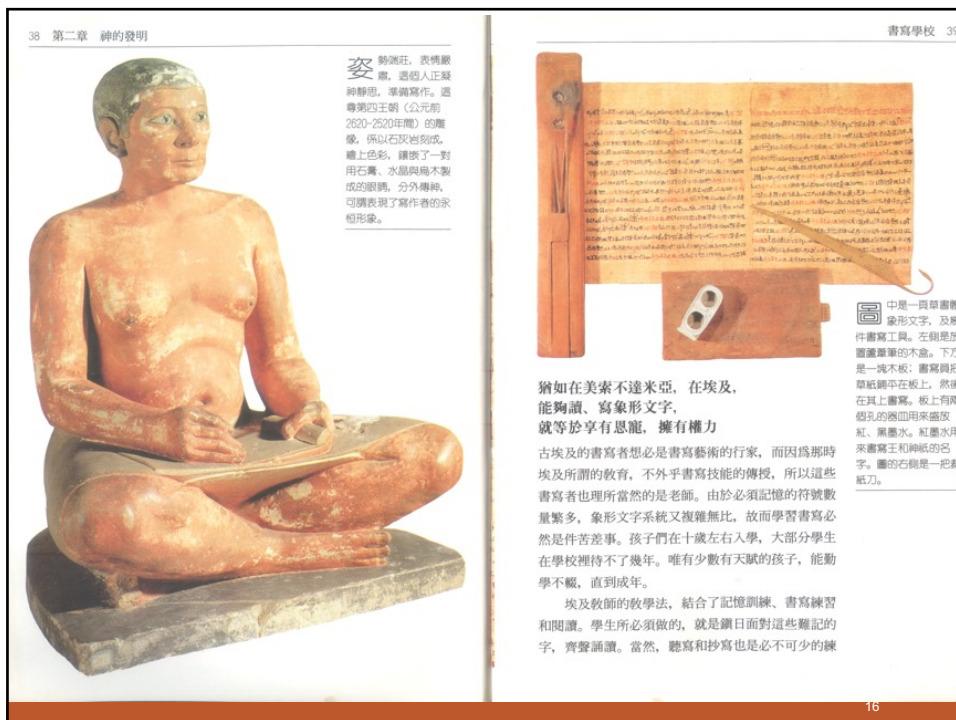 38 第二章 神的發明
姿 勢端莊，表情嚴
肅，這個人正凝
神靜思，準備寫作。這
尊第四王朝（公元前
2620-2520年間）的雕
像，係以石灰岩刻成，
繪上色彩，鑲嵌了一對
用石膏、水晶與烏木製
成的眼睛，分外傳神，
可謂表現了寫作者的永
恒形象。
書寫學校 39
圖 中是一頁草書體
象形文字，及幾
件書寫工具。左側是放
置蘆葦筆的木盒。下方
是一塊木板；書寫員把
草紙鋪平在板上，然後
在其上書寫。板上有兩
個孔的器皿用來盛放
紅、黑墨水。紅墨水用
來書寫王和神祇的名
字。圖的右側是一把裁
紙刀。
猶如在美索不達米亞，在埃及，
能夠讀、寫象形文字，
就等於享有恩寵，擁有權力
古埃及的書寫者想必是書寫藝術的行家，而因爲那時
埃及所謂的敎育，不外乎書寫技能的傳授，所以這些
書寫者也理所當然的是老師。由於必須記憶的符號數
量繁多，象形文字系統又複雜無比，故而學習書寫必
然是件苦差事。孩子們在十歲左右入學，大部分學生
在學校裡待不了幾年。唯有少數有天賦的孩子，能勤
學不輟，直到成年。
埃及敎師的敎學法，結合了記憶訓練、書寫練習
和閱讀。學生所必須做的，就是鎭日面對這些難記的
字，齊聲誦讀。當然，聽寫和抄寫也是必不可少的練
16